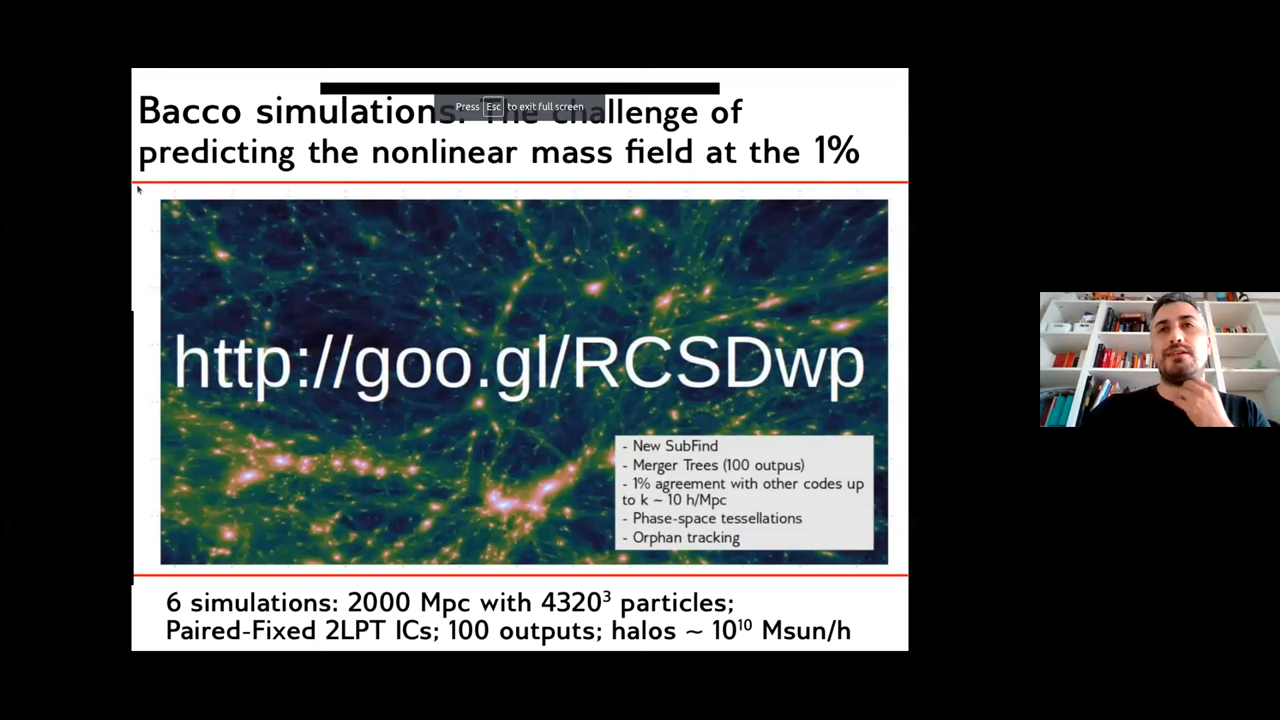 Bacco simulations: The challenge of
predicting the nonlinear mass field at the 1%
Press Esc to exit full screen
http://goo.gl/RCSDwp
- New SubFind
- Merger Trees (100 outpus)
- 1% agreement with other codes up
to k ~ 10 h/Mpc
- Phase-space tessellations
- Orphan tracking
6 simulations: 2000 Mpc with 4320³ particles;
Paired-Fixed 2LPT ICs; 100 outputs; halos ~ 10¹⁰ Msun/h